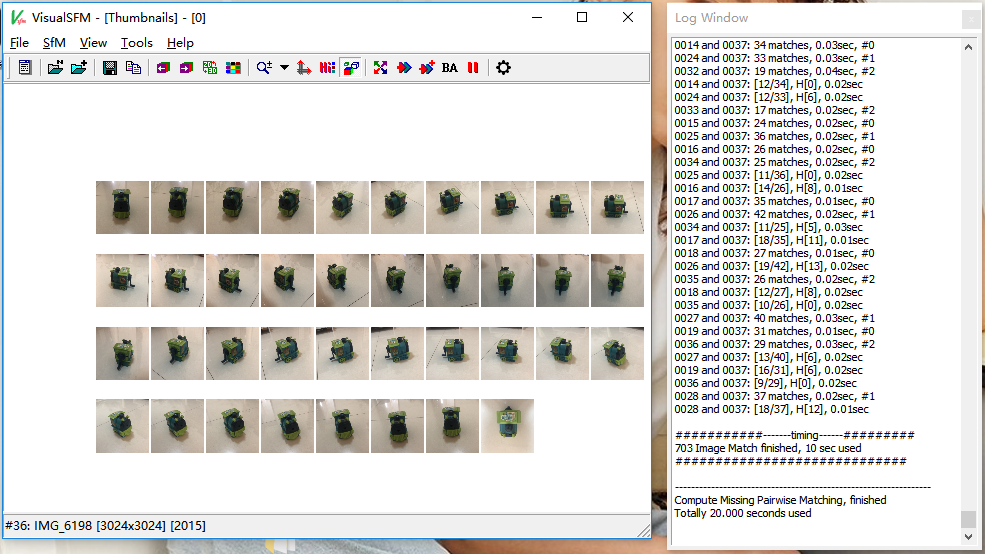 VisualSFM - [Thumbnails] - [0]
File SfM View Tools Help
BA
#36: IMG_6198 [3024x3024] [2015]
Log Window
0014 and 0037: 34 matches, 0.03sec, #0
0024 and 0037: 33 matches, 0.03sec, #1
0032 and 0037: 19 matches, 0.04sec, #2
0014 and 0037: [12/34], H[0], 0.02sec
0024 and 0037: [12/33], H[6], 0.02sec
0033 and 0037: 17 matches, 0.02sec, #2
0015 and 0037: 24 matches, 0.02sec, #0
0025 and 0037: 36 matches, 0.02sec, #1
0016 and 0037: 26 matches, 0.02sec, #0
0034 and 0037: 25 matches, 0.02sec, #2
0025 and 0037: [11/36], H[0], 0.02sec
0016 and 0037: [14/26], H[8], 0.01sec
0017 and 0037: 35 matches, 0.01sec, #0
0026 and 0037: 42 matches, 0.02sec, #1
0034 and 0037: [11/25], H[5], 0.03sec
0017 and 0037: [18/35], H[11], 0.01sec
0018 and 0037: 27 matches, 0.01sec, #0
0026 and 0037: [19/42], H[13], 0.02sec
0035 and 0037: 26 matches, 0.02sec, #2
0018 and 0037: [12/27], H[8], 0.02sec
0035 and 0037: [10/26], H[0], 0.02sec
0027 and 0037: 40 matches, 0.03sec, #1
0019 and 0037: 31 matches, 0.01sec, #0
0036 and 0037: 29 matches, 0.03sec, #2
0027 and 0037: [13/40], H[6], 0.02sec
0019 and 0037: [16/31], H[6], 0.02sec
0036 and 0037: [9/29], H[0], 0.02sec
0028 and 0037: 37 matches, 0.02sec, #1
0028 and 0037: [18/37], H[12], 0.01sec
###########-------timing------#########
703 Image Match finished, 10 sec used
#############################
----------------------------------------------------------------
Compute Missing Pairwise Matching, finished
Totally 20.000 seconds used